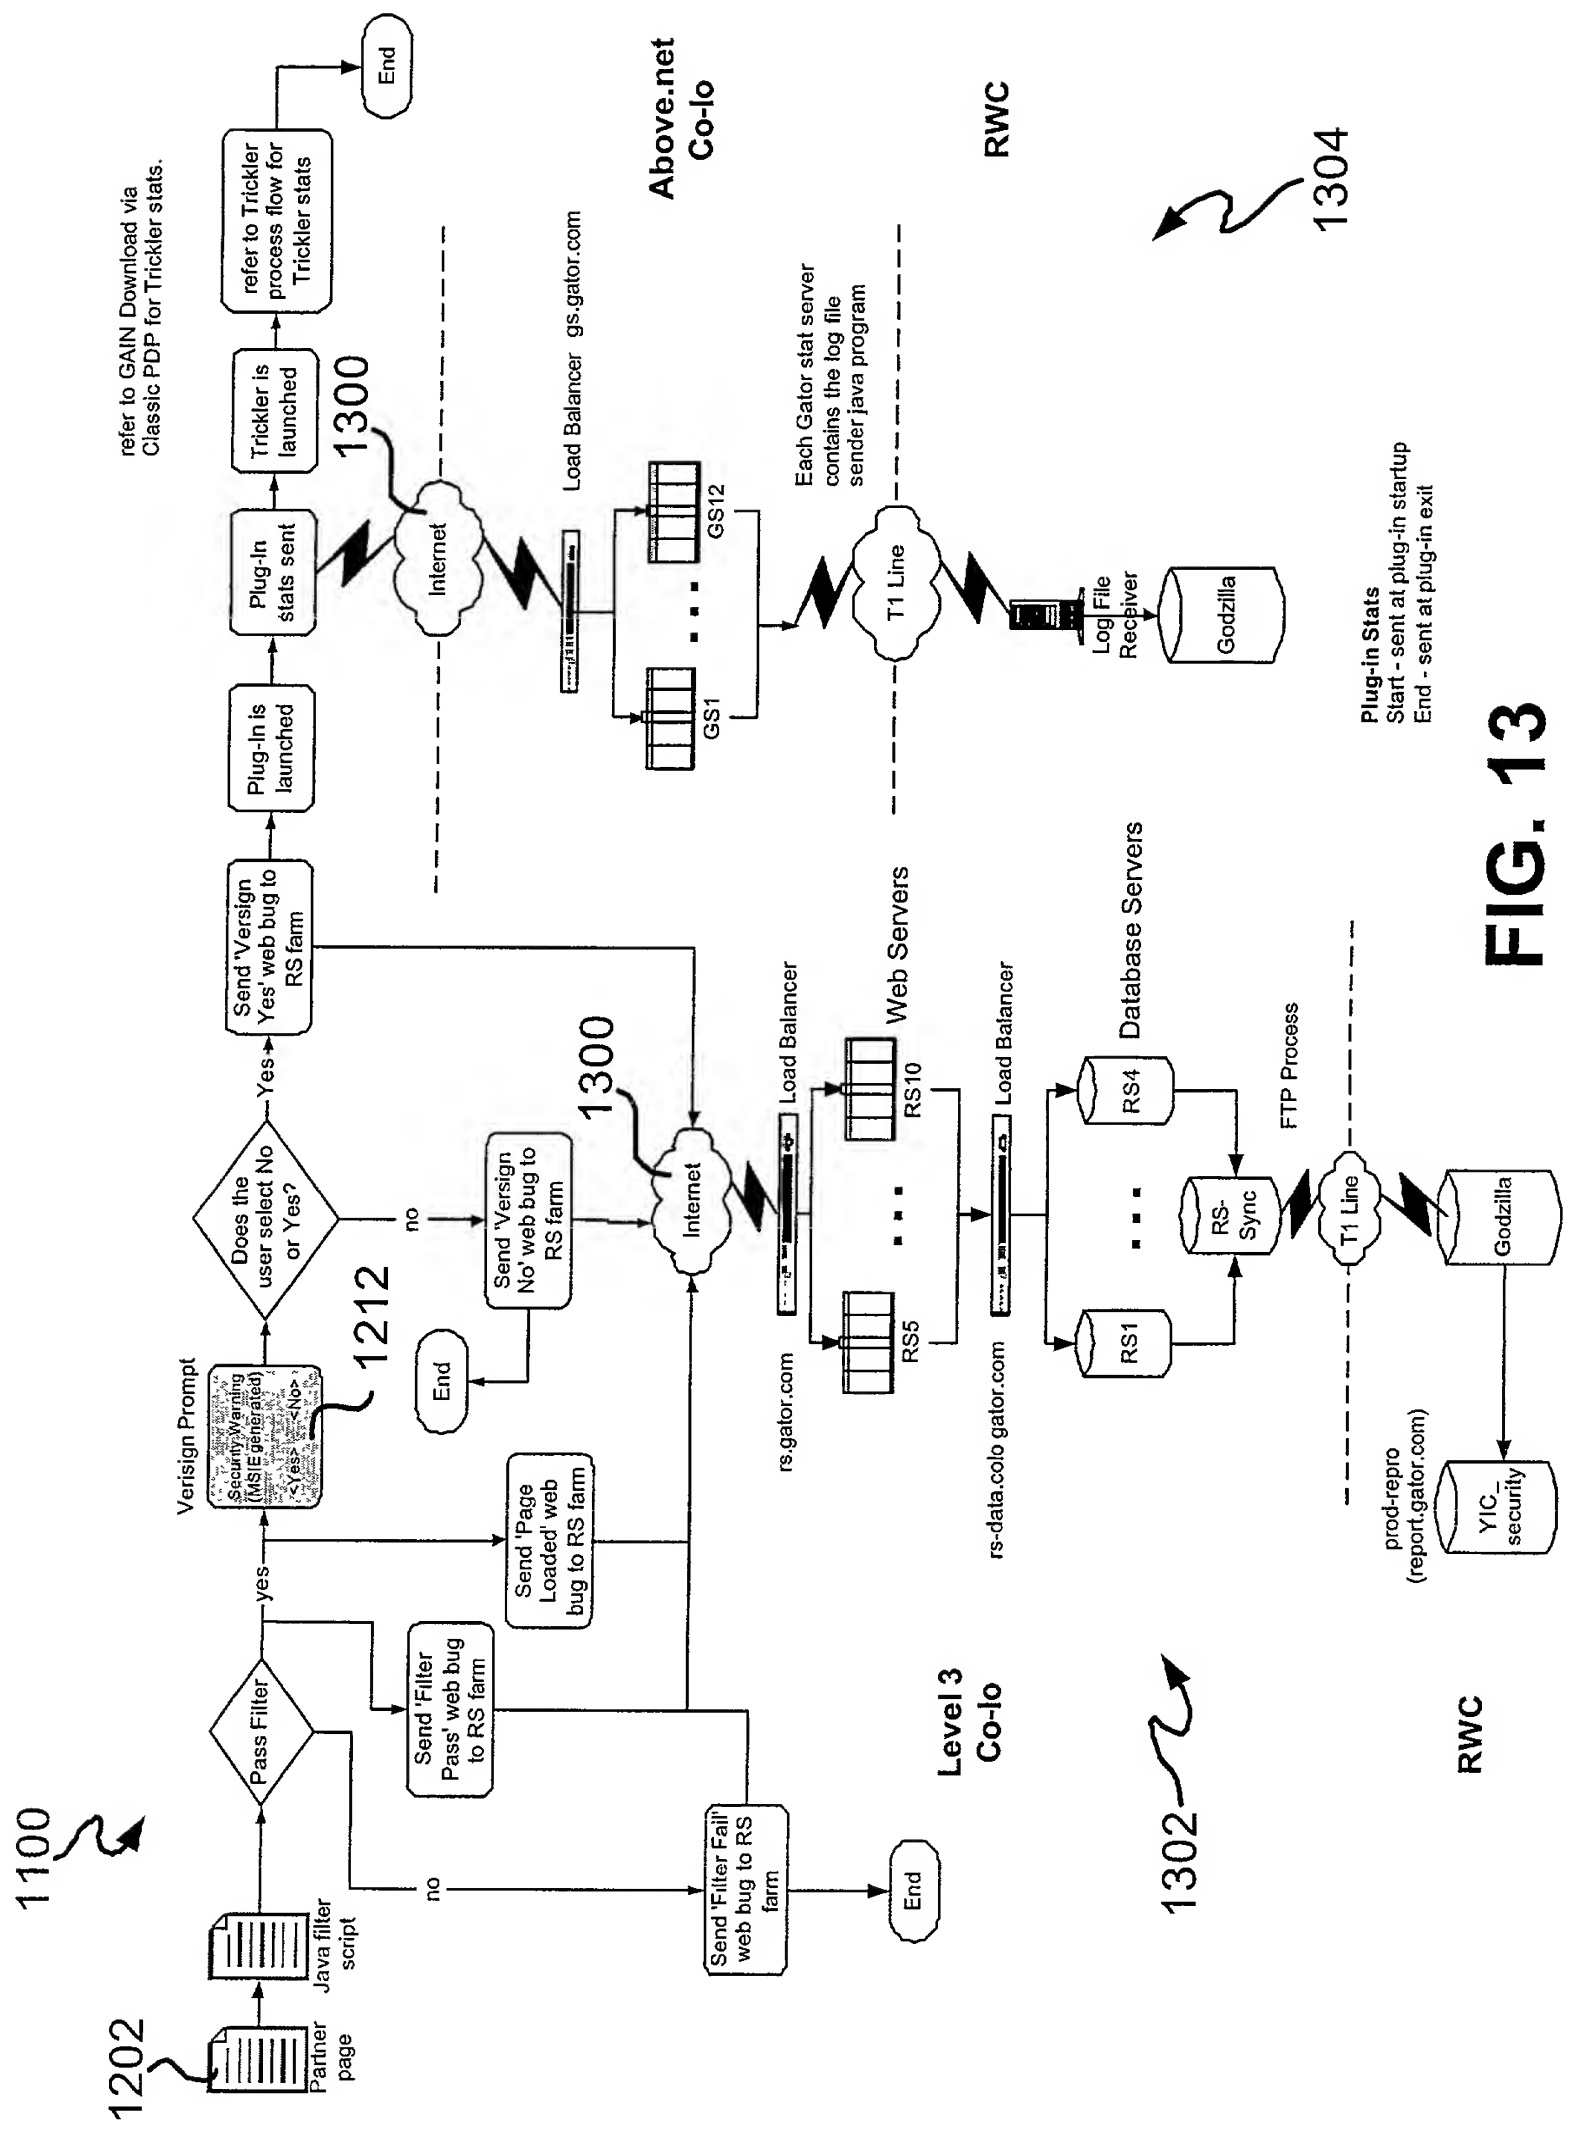 1100
1202
Partner
page
Java filter
script
Pass Filter
yes
no
Send 'Filter
Pass' web bug
to RS farm
Send 'Filter Fail'
web bug to RS
farm
End
Send 'Page
Loaded' web
bug to RS farm
Verisign Prompt
Security Warning
(MSIE generated)
<Yes> <No>
1212
Does the
user select No
or Yes?
no
Send 'Versign
No' web bug to
RS farm
End
Yes
Send 'Versign
Yes' web bug to
RS farm
Plug-In is
launched
Plug-In
stats sent
Trickler is
launched
refer to Trickler
process flow for
Trickler stats
End
refer to GAIN Download via
Classic PDP for Trickler stats.
1300
Internet
Load Balancer gs.gator.com
GS1
GS12
Above.net
Co-lo
Each Gator stat server
contains the log file
sender java program
T1 Line
RWC
Log File
Receiver
Godzilla
1304
Plug-in Stats
Start - sent at plug-in startup
End - sent at plug-in exit
1300
Internet
rs.gator.com
Load Balancer
RS5
RS10
Web Servers
rs-data.colo gator.com
Load Balancer
RS1
RS4
Database Servers
RS-
Sync
FTP Process
Level 3
Co-lo
1302
T1 Line
RWC
Godzilla
prod-repro
(report.gator.com)
YIC_
security
FIG. 13